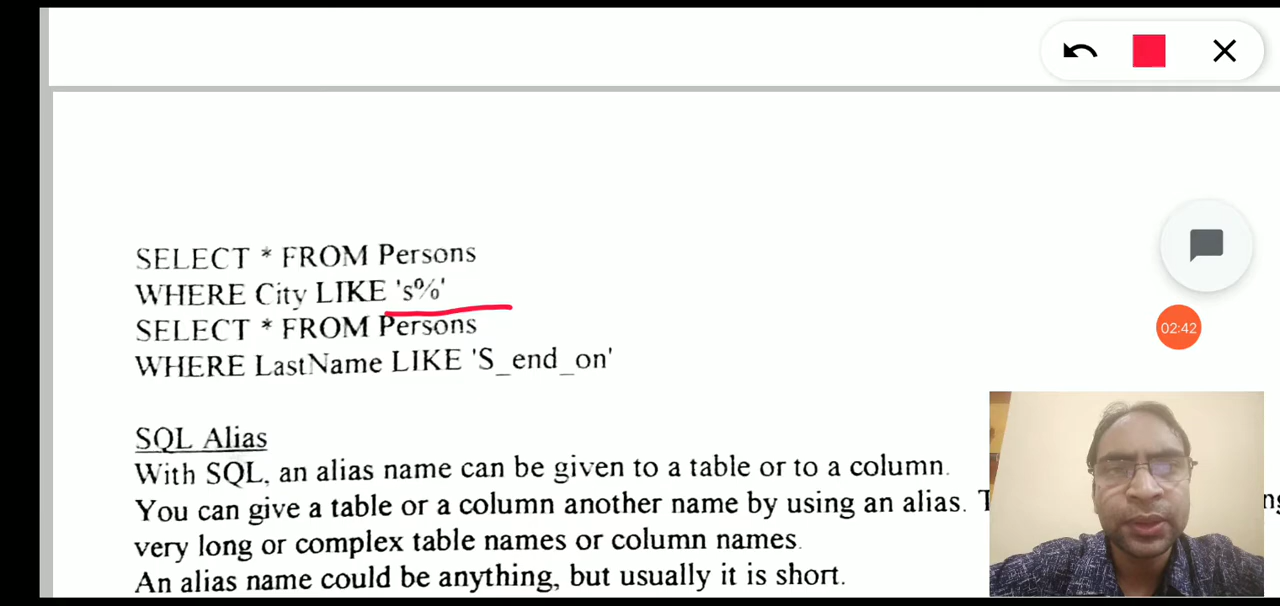 SELECT * FROM Persons
WHERE City LIKE 's%'
SELECT * FROM Persons
WHERE LastName LIKE 'S_end_on'
02:42
SQL Alias
With SQL, an alias name can be given to a table or to a column.
You can give a table or a column another name by using an alias.
very long or complex table names or column names.
An alias name could be anything, but usually it is short.